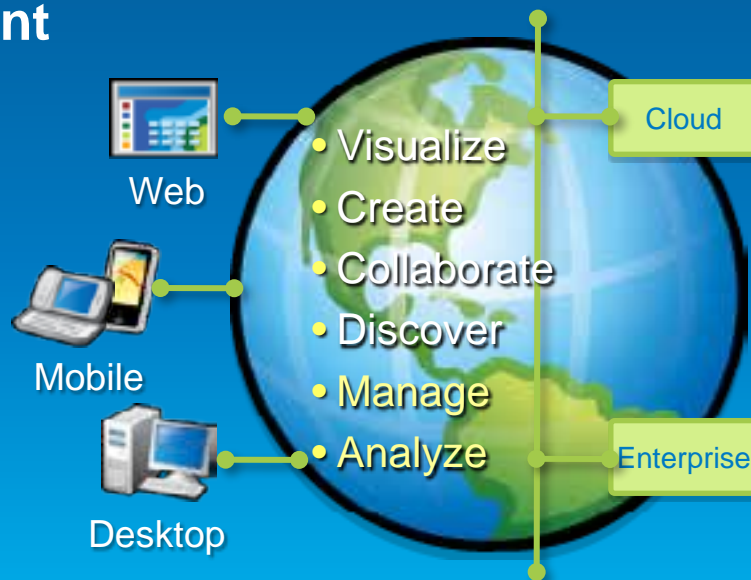 nt
Web
Mobile
Desktop
• Visualize
• Create
• Collaborate
• Discover
• Manage
• Analyze
Cloud
Enterprise